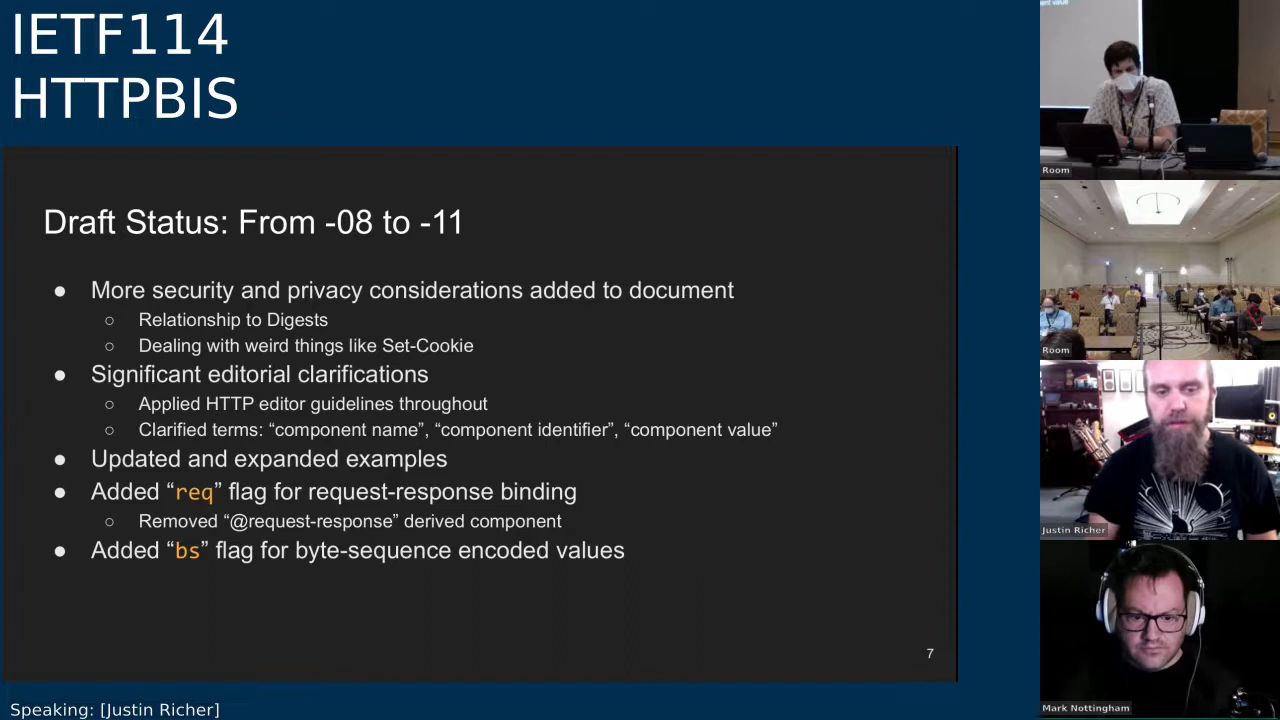 IETF114
HTTPBIS
Draft Status: From -08 to -11
● More security and privacy considerations added to document
○ Relationship to Digests
○ Dealing with weird things like Set-Cookie
● Significant editorial clarifications
○ Applied HTTP editor guidelines throughout
○ Clarified terms: “component name”, “component identifier”, “component value”
● Updated and expanded examples
● Added “req” flag for request-response binding
○ Removed “@request-response” derived component
● Added “bs” flag for byte-sequence encoded values
7
Speaking: [Justin Richer]
value
Room
Room
Justin Richer
Mark Nottingham